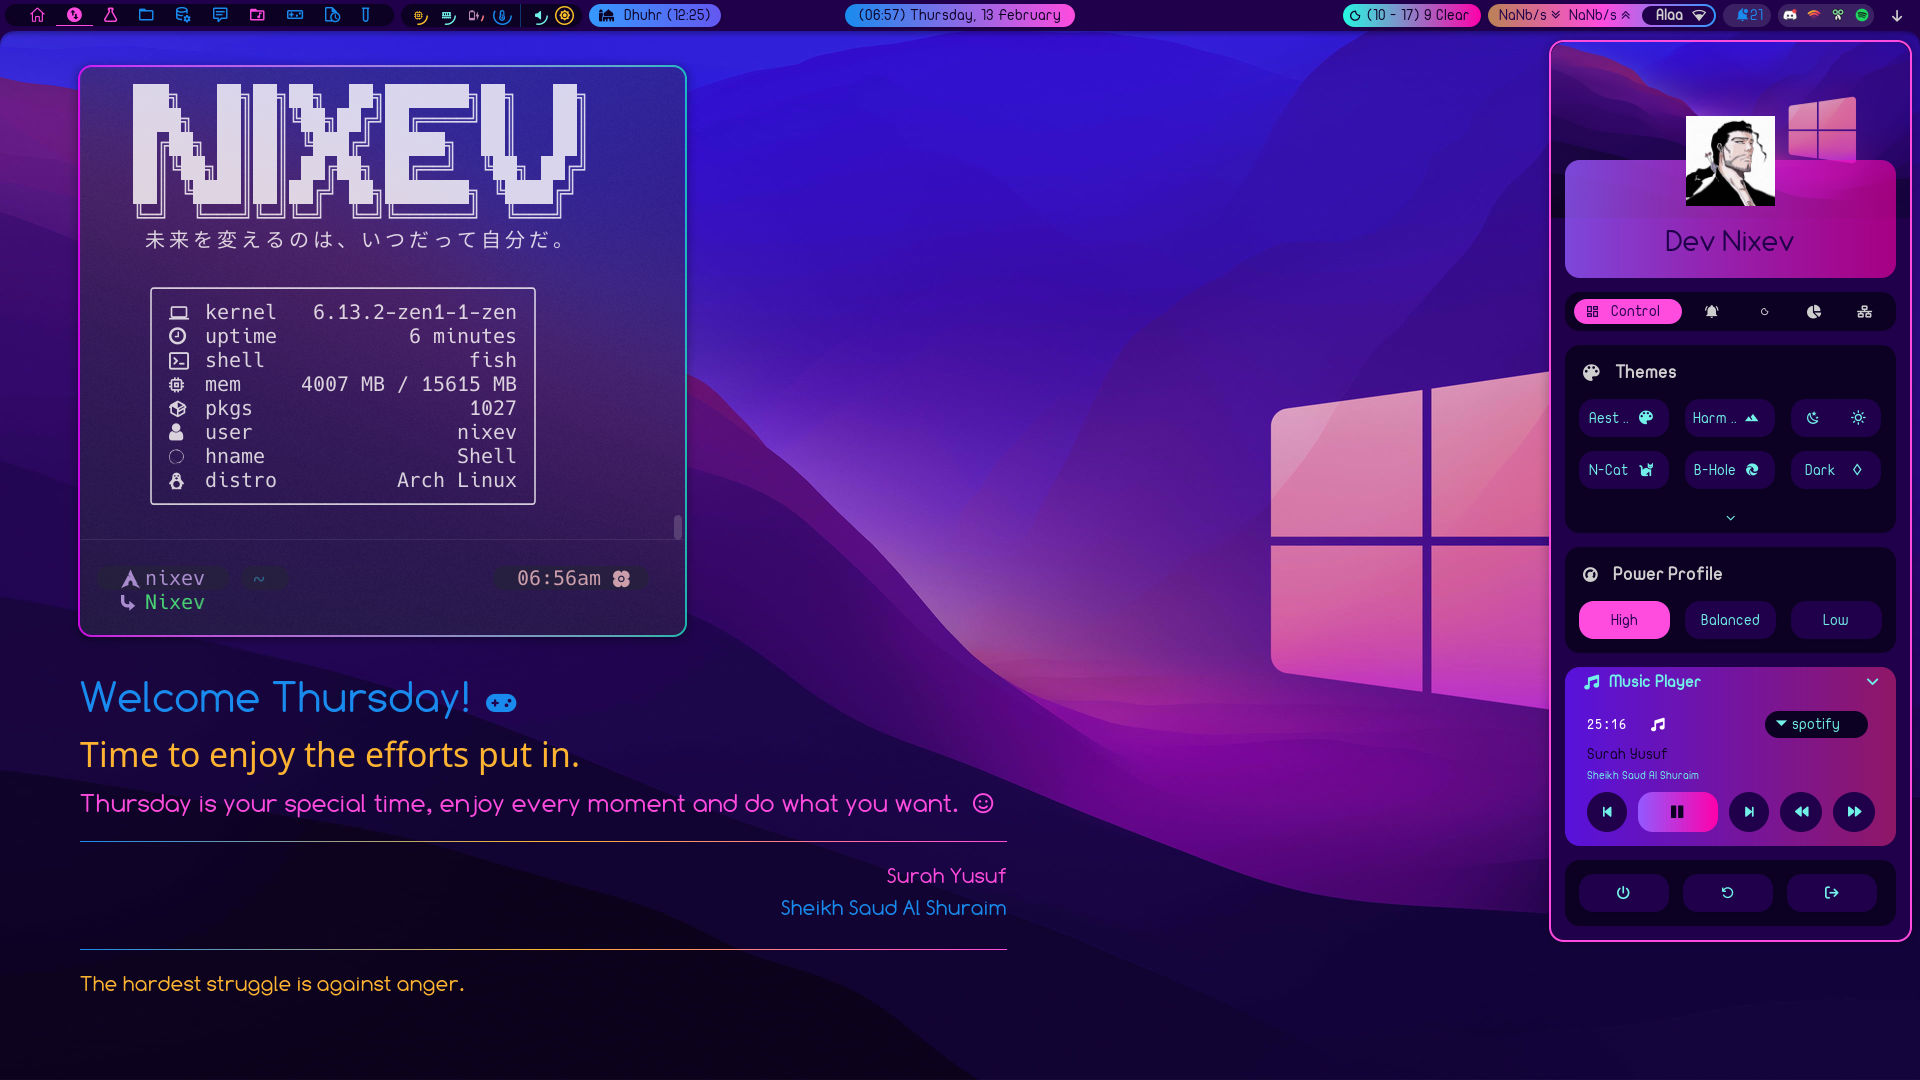 Dhuhr (12:25)
(06:57) Thursday, 13 February
(10 - 17) 9 Clear
NaNb/s
NaNb/s
Alaa
21
NIXEV
未来を変えるのは、いつだって自分だ。
kernel 6.13.2-zen1-1-zen
uptime 6 minutes
shell fish
mem 4007 MB / 15615 MB
pkgs 1027
user nixev
hname Shell
distro Arch Linux
nixev ~ 06:56am
Nixev
Welcome Thursday!
Time to enjoy the efforts put in.
Thursday is your special time, enjoy every moment and do what you want.
Surah Yusuf
Sheikh Saud Al Shuraim
The hardest struggle is against anger.
Dev Nixev
Control
Themes
Aest ..
Harm ..
N-Cat
B-Hole
Dark
Power Profile
High
Balanced
Low
Music Player
25:16
spotify
Surah Yusuf
Sheikh Saud Al Shuraim